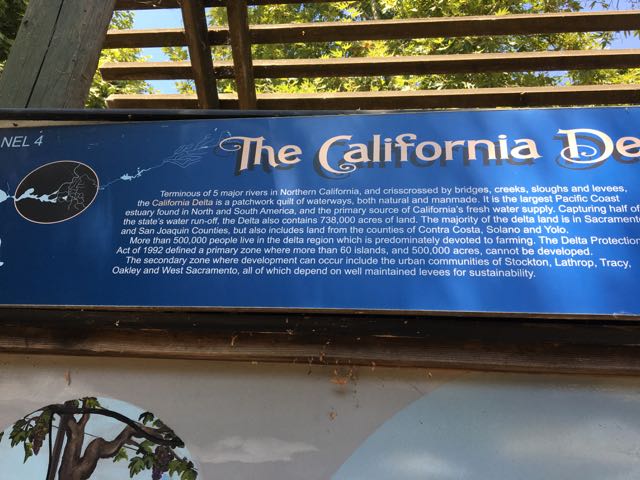 NEL 4
The California De
Terminous of 5 major rivers in Northern California, and crisscrossed by bridges, creeks, sloughs and levees,
the California Delta is a patchwork quilt of waterways, both natural and manmade. It is the largest Pacific Coast
estuary found in North and South America, and the primary source of California's fresh water supply. Capturing half of
the state's water run-off, the Delta also contains 738,000 acres of land. The majority of the delta land is in Sacramento
and San Joaquin Counties, but also includes land from the counties of Contra Costa, Solano and Yolo.
More than 500,000 people live in the delta region which is predominately devoted to farming. The Delta Protection
Act of 1992 defined a primary zone where more than 60 islands, and 500,000 acres, cannot be developed.
The secondary zone where development can occur include the urban communities of Stockton, Lathrop, Tracy,
Oakley and West Sacramento, all of which depend on well maintained levees for sustainability.